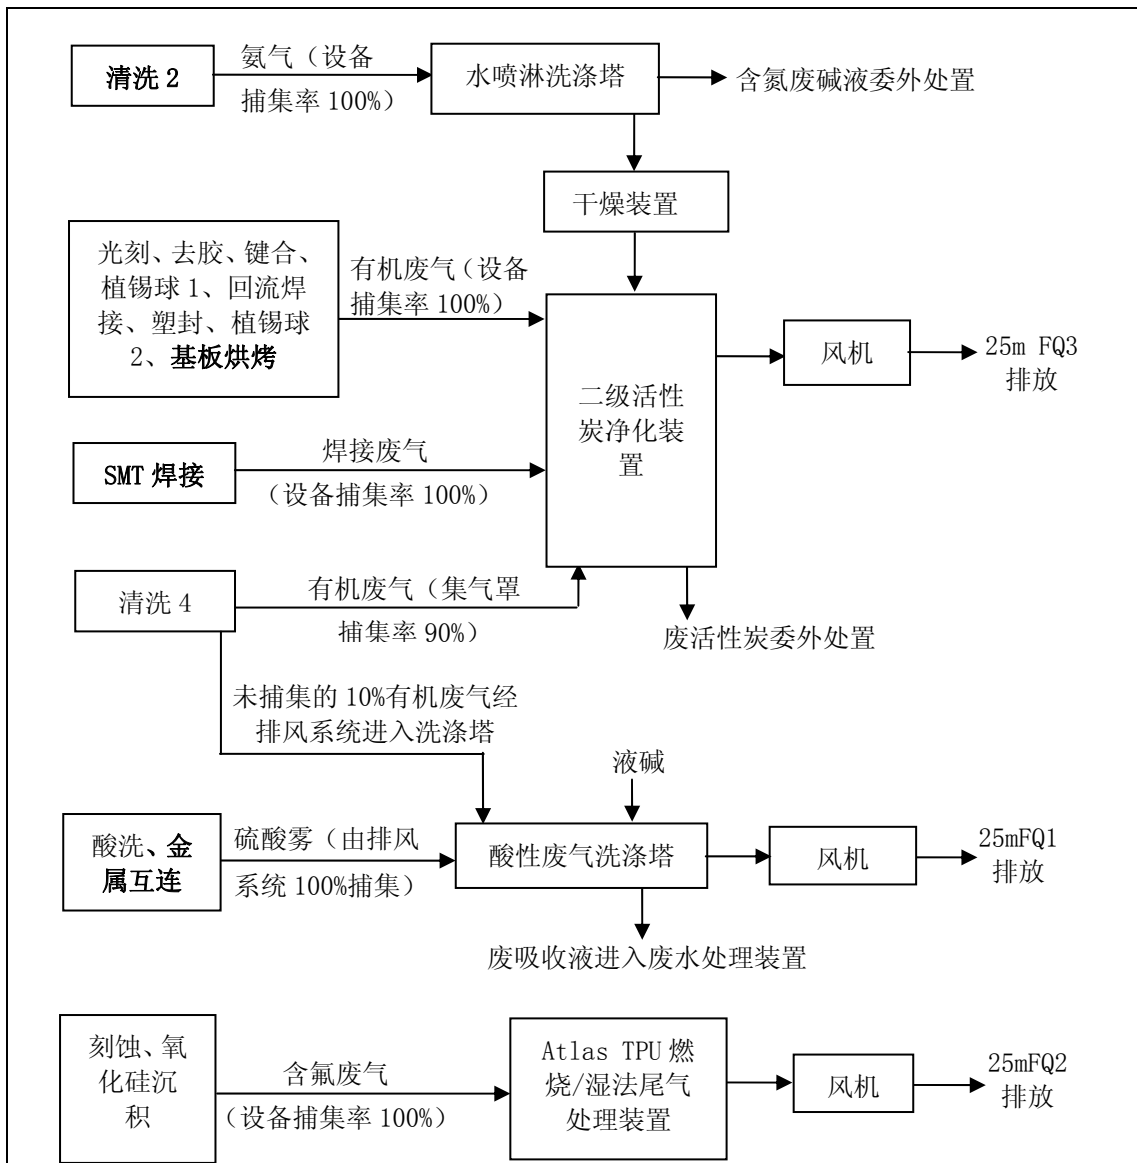 清洗 2
氨气（设备
捕集率 100%）
水喷淋洗涤塔
含氮废碱液委外处置
干燥装置
光刻、去胶、键合、
植锡球 1、回流焊
接、塑封、植锡球
2、基板烘烤
有机废气（设备
捕集率 100%）
二级活性
炭净化装
置
风机
25m FQ3
排放
SMT 焊接
焊接废气
（设备捕集率 100%）
清洗 4
有机废气（集气罩
捕集率 90%）
废活性炭委外处置
未捕集的 10%有机废气经
排风系统进入洗涤塔
液碱
酸洗、金
属互连
硫酸雾（由排风
系统 100%捕集）
酸性废气洗涤塔
风机
25mFQ1
排放
废吸收液进入废水处理装置
刻蚀、氧
化硅沉
积
含氟废气
（设备捕集率 100%）
Atlas TPU 燃
烧/湿法尾气
处理装置
风机
25mFQ2
排放